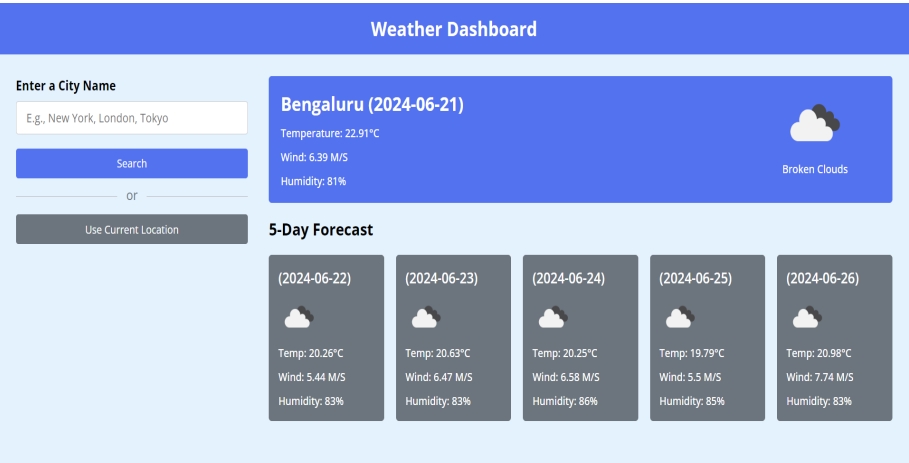 Weather Dashboard
Enter a City Name
E.g., New York, London, Tokyo
Search
or
Use Current Location
Bengaluru (2024-06-21)
Temperature: 22.91°C
Wind: 6.39 M/S
Humidity: 81%
Broken Clouds
5-Day Forecast
(2024-06-22)
Temp: 20.26°C
Wind: 5.44 M/S
Humidity: 83%
(2024-06-23)
Temp: 20.63°C
Wind: 6.47 M/S
Humidity: 83%
(2024-06-24)
Temp: 20.25°C
Wind: 6.58 M/S
Humidity: 86%
(2024-06-25)
Temp: 19.79°C
Wind: 5.5 M/S
Humidity: 85%
(2024-06-26)
Temp: 20.98°C
Wind: 7.74 M/S
Humidity: 83%